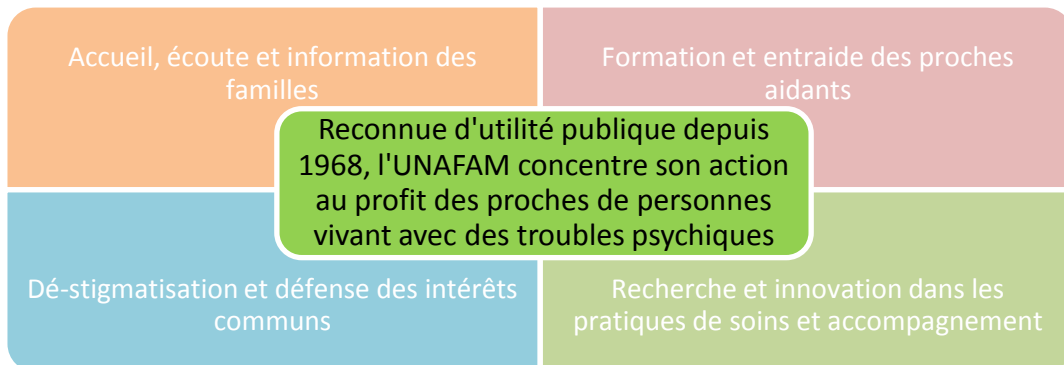 Accueil, écoute et information des
familles
Formation et entraide des proches
aidants
Reconnue d'utilité publique depuis
1968, l'UNAFAM concentre son action
au profit des proches de personnes
vivant avec des troubles psychiques
Dé-stigmatisation et défense des intérêts
communs
Recherche et innovation dans les
pratiques de soins et accompagnement